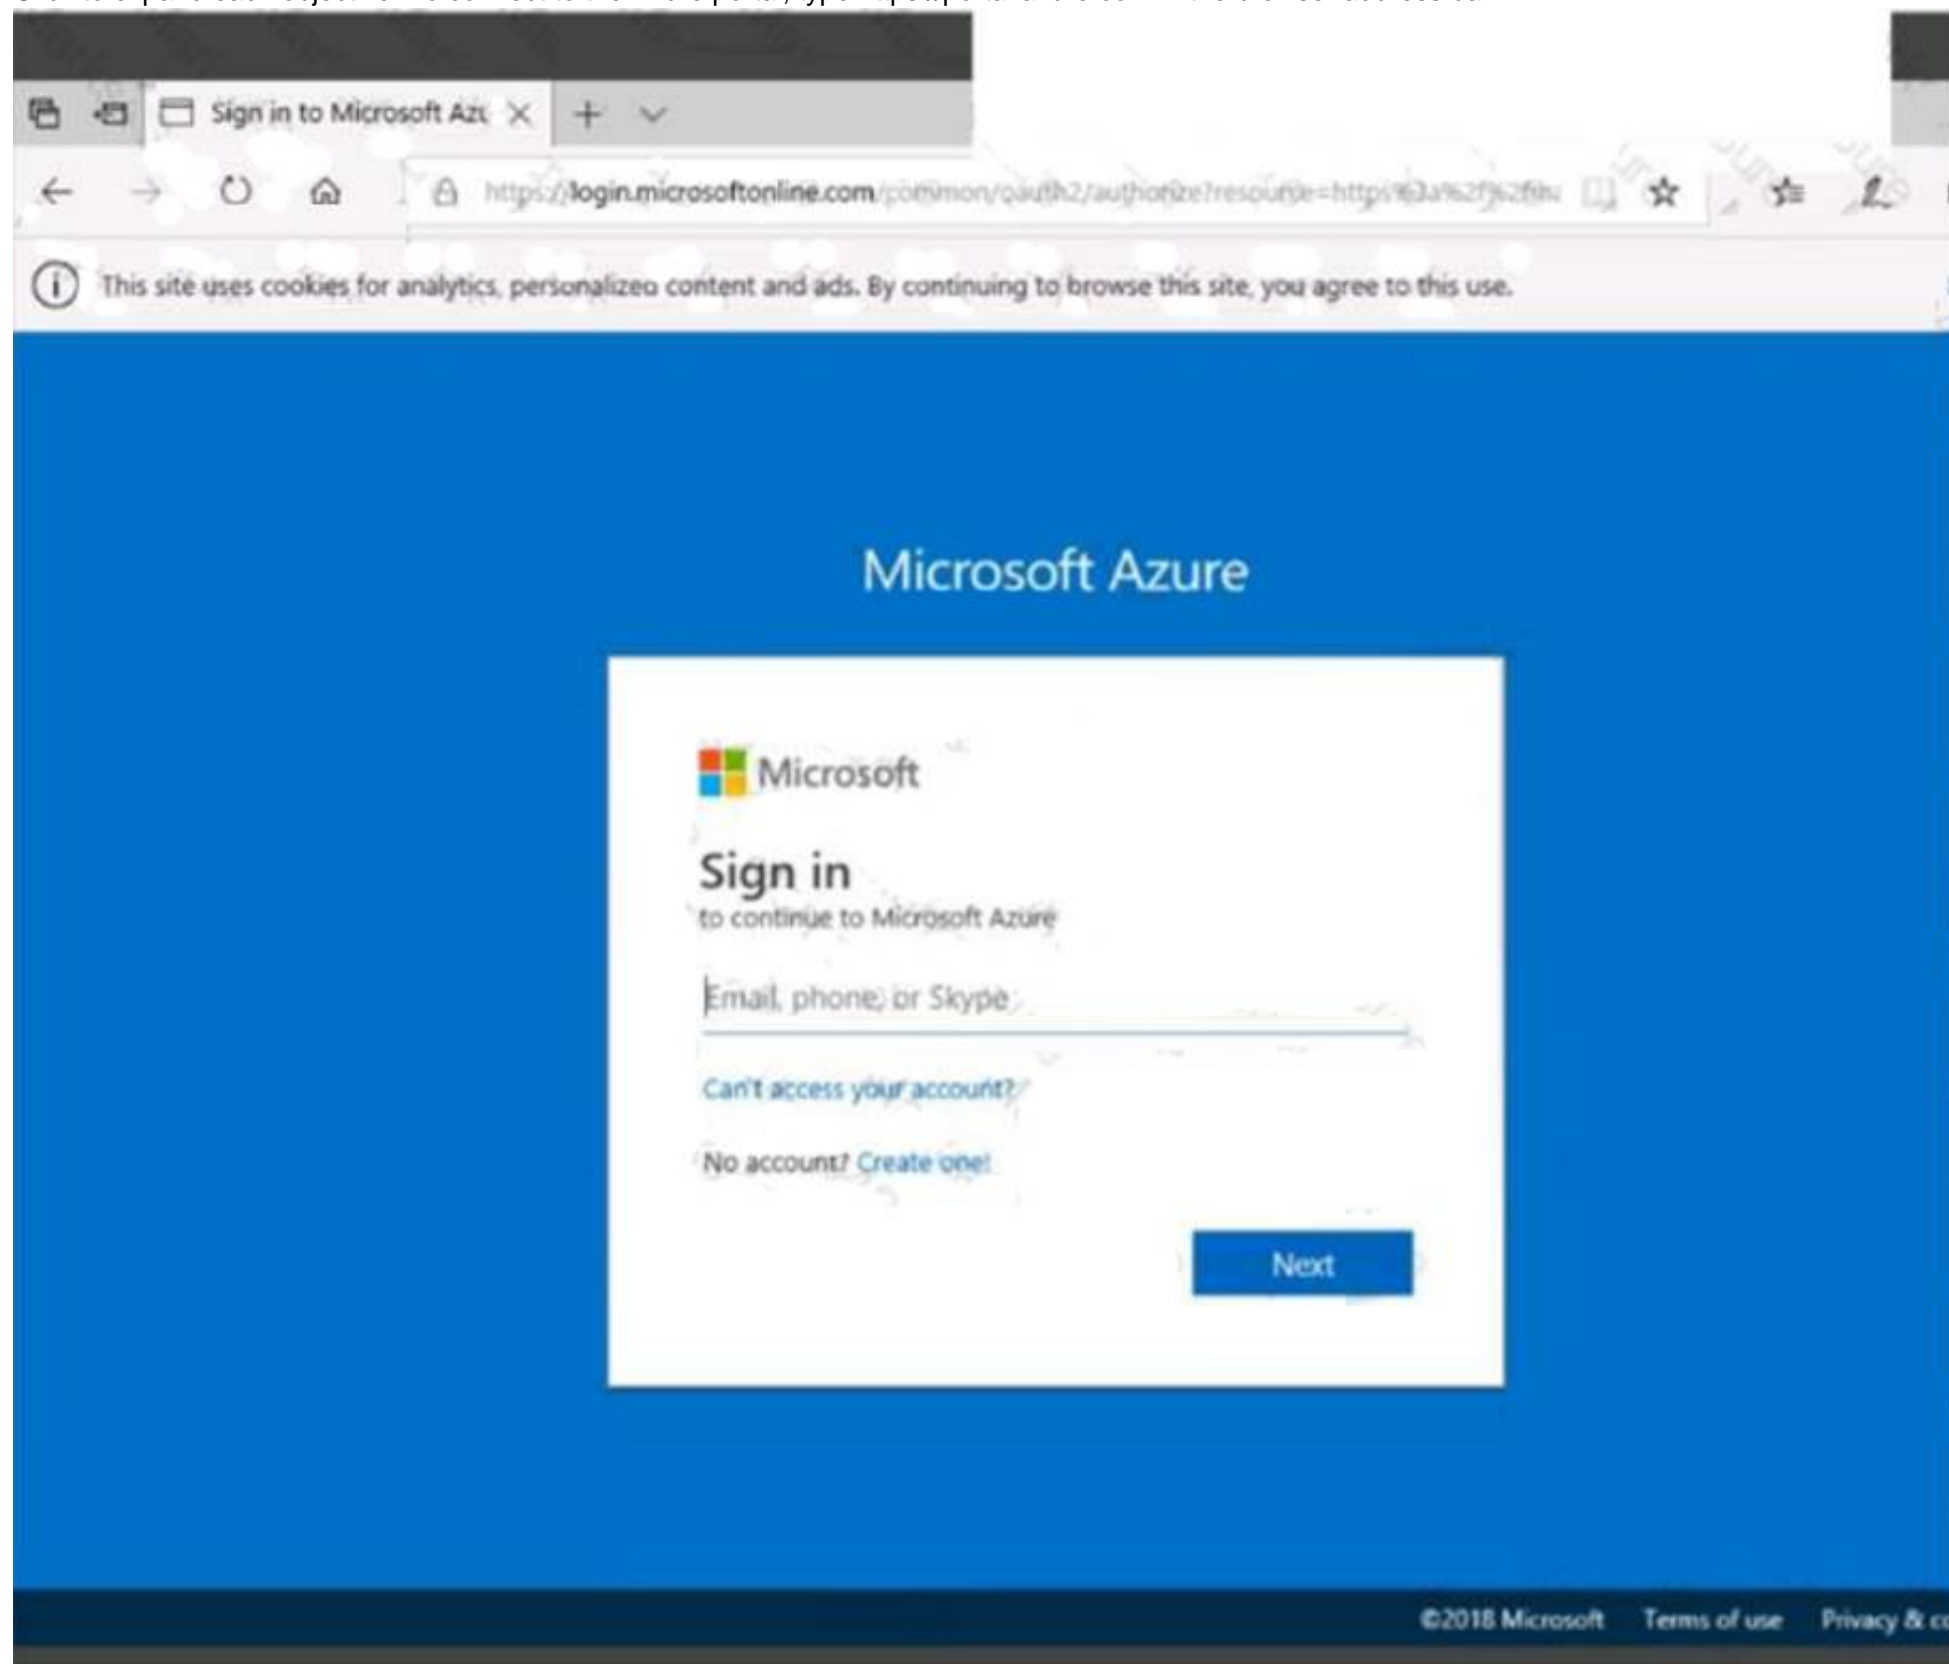 Sign in to Microsoft Azu
https://login.microsoftonline.com/common/oauth2/authorize?resource=https%3a%2f%2f
This site uses cookies for analytics, personalized content and ads. By continuing to browse this site, you agree to this use.
Microsoft Azure
Microsoft
Sign in
to continue to Microsoft Azure
Email, phone, or Skype
Can't access your account?
No account? Create one!
Next
©2018 Microsoft Terms of use Privacy & co